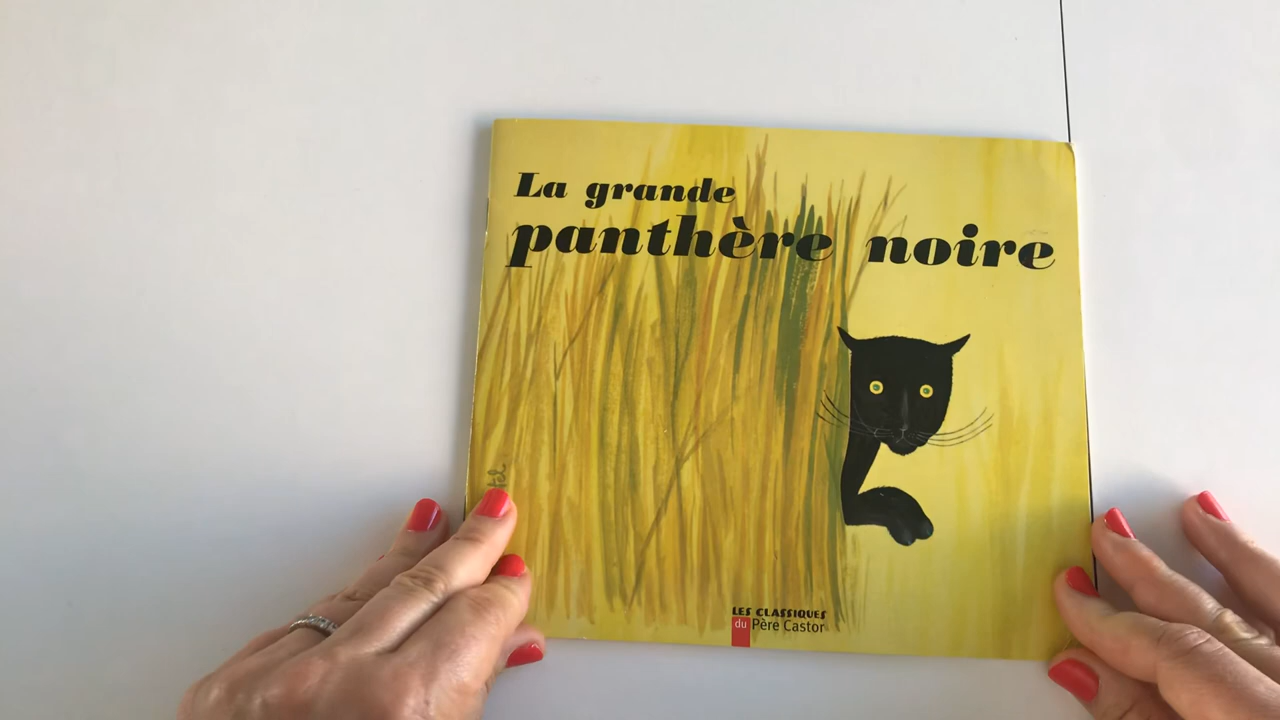 La grande
panthère noire
LES CLASSIQUES
du Père Castor